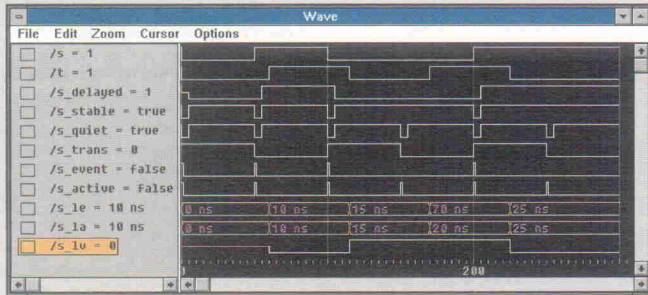 Wave
File Edit Zoom Cursor Options
/s = 1
/t = 1
/s_delayed = 1
/s_stable = true
/s_quiet = true
/s_trans = 0
/s_event = false
/s_active = false
/s_le = 10 ns 0 ns 10 ns 15 ns 70 ns 25 ns
/s_la = 10 ns 0 ns 10 ns 15 ns 20 ns 25 ns
/s_lv = 0
200